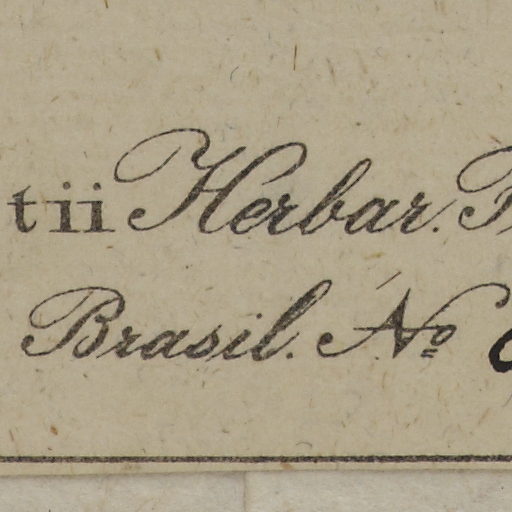 tii Herbar.
Brasil. No